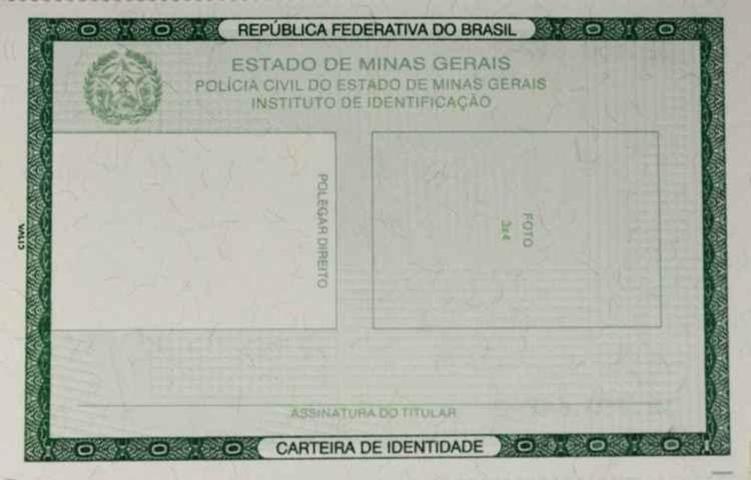 REPÚBLICA FEDERATIVA DO BRASIL
ESTADO DE MINAS GERAIS
POLÍCIA CIVIL DO ESTADO DE MINAS GERAIS
INSTITUTO DE IDENTIFICAÇÃO
POLEGAR DIREITO
FOTO
3x4
ASSINATURA DO TITULAR
CARTEIRA DE IDENTIDADE